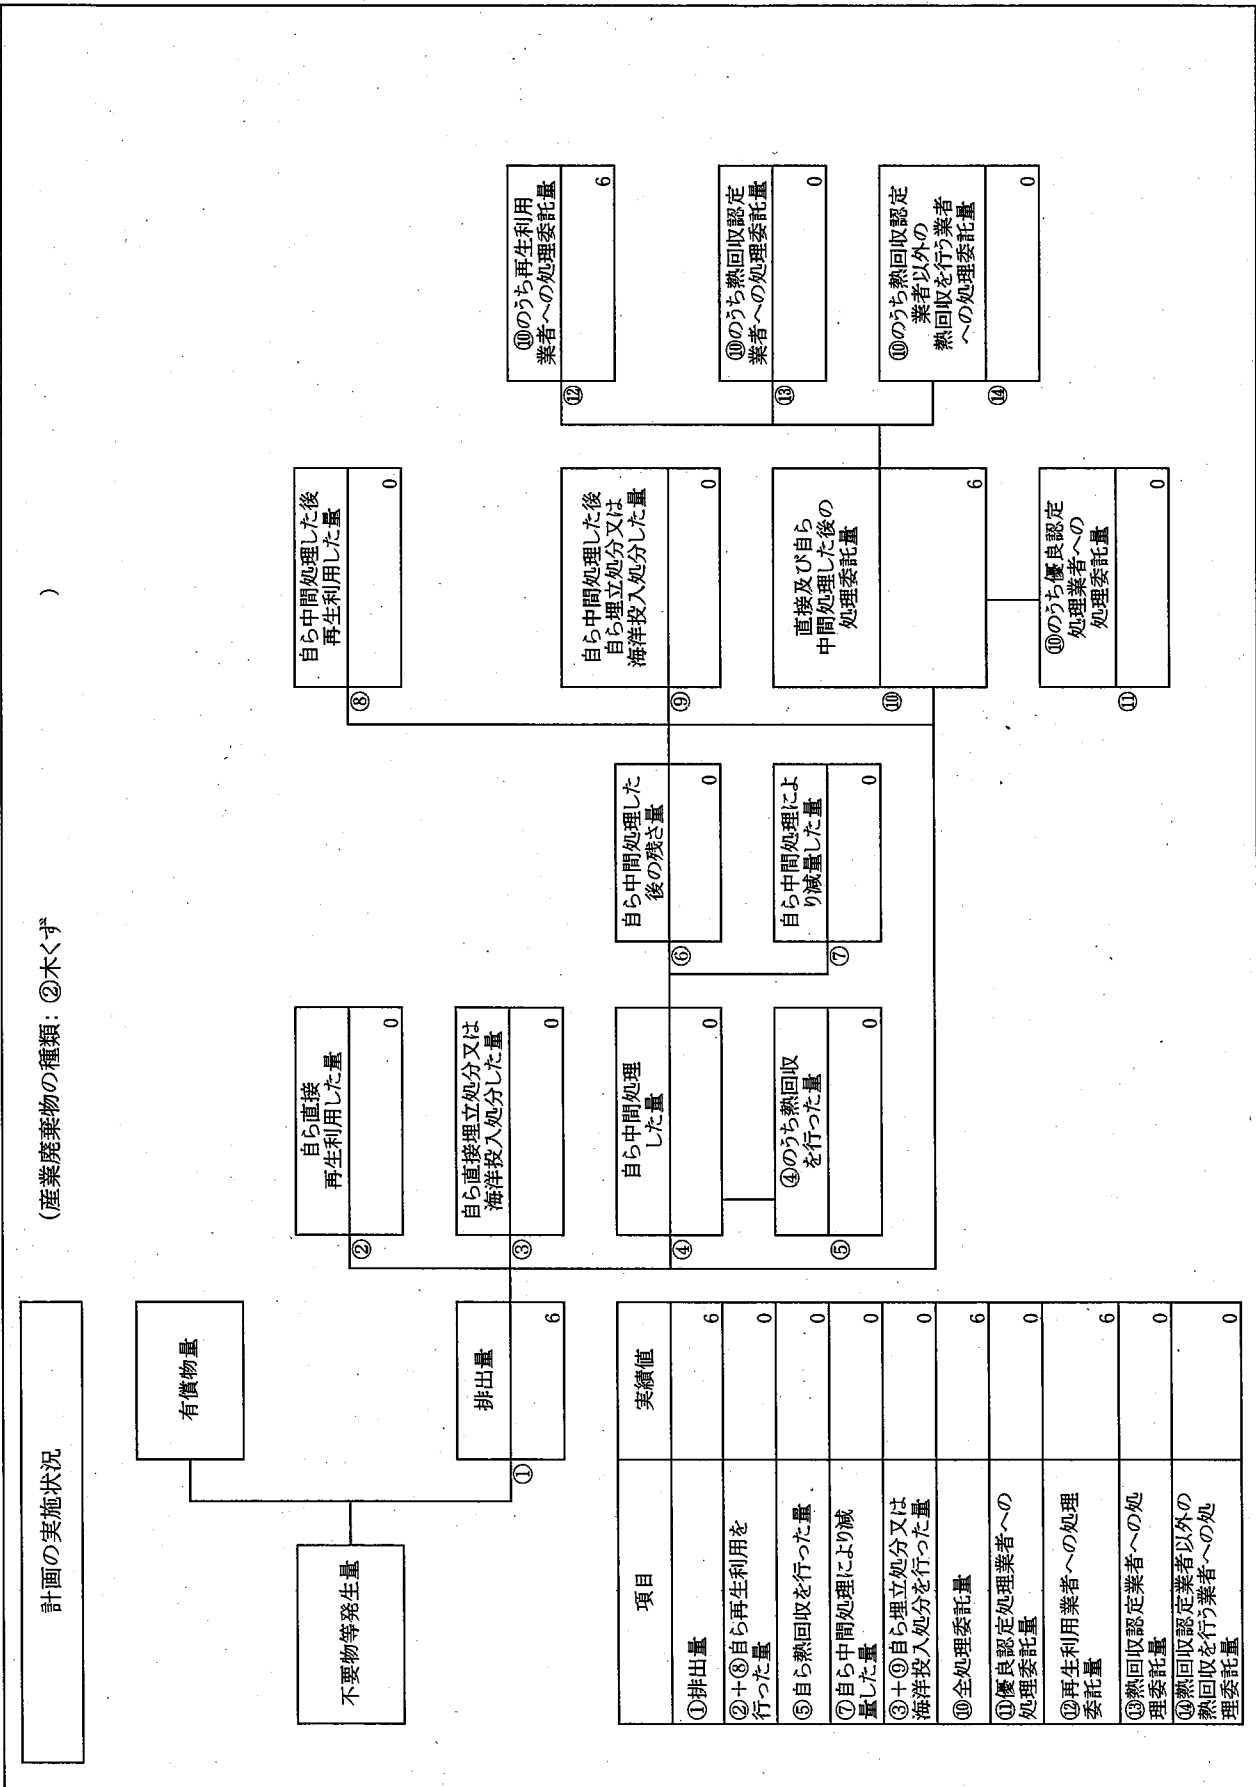 計画の実施状況
(産業廃棄物の種類：②木くず
)
不要物等発生量
有償物量
①
排出量
6
②
自ら直接
再生利用した量
0
③
自ら直接埋立処分又は
海洋投入処分した量
0
④
自ら中間処理
した量
0
⑤
④のうち熱回収
を行った量
0
⑥
自ら中間処理した
後の残さ量
0
⑦
自ら中間処理によ
り減量した量
0
⑧
自ら中間処理した後
再生利用した量
0
⑨
自ら中間処理した後
自ら埋立処分又は
海洋投入処分した量
0
⑩
直接及び自ら
中間処理した後の
処理委託量
6
⑪
⑩のうち優良認定
処理業者への
処理委託量
0
⑫
⑩のうち再生利用
業者への処理委託量
6
⑬
⑩のうち熱回収認定
業者への処理委託量
0
⑭
⑩のうち熱回収認定
業者以外の
熱回収を行う業者
への処理委託量
0
項目 実績値
①排出量 6
②＋⑧自ら再生利用を
行った量 0
⑤自ら熱回収を行った量 0
⑦自ら中間処理により減
量した量 0
③＋⑨自ら埋立処分又は
海洋投入処分を行った量 0
⑩全処理委託量 6
⑪優良認定処理業者への
処理委託量 0
⑫再生利用業者への処理
委託量 6
⑬熱回収認定業者への処
理委託量 0
⑭熱回収認定業者以外の
熱回収を行う業者への処
理委託量 0